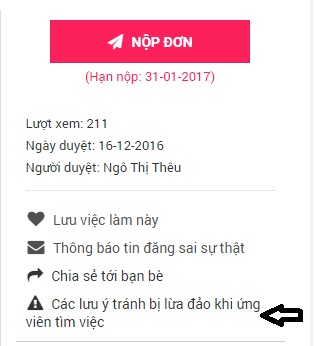 NỘP ĐƠN
(Hạn nộp: 31-01-2017)
Lượt xem: 211
Ngày duyệt: 16-12-2016
Người duyệt: Ngô Thị Thêu
Lưu việc làm này
Thông báo tin đăng sai sự thật
Chia sẻ tới bạn bè
Các lưu ý tránh bị lừa đảo khi ứng
viên tìm việc